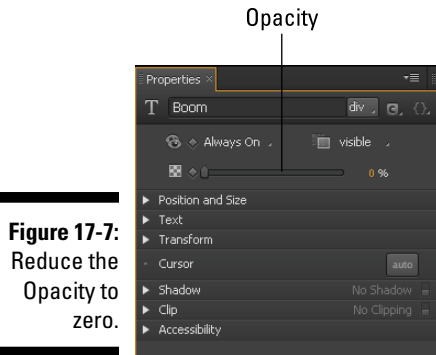 Opacity
Properties ×
T Boom div
Always On visible
0 %
Position and Size
Text
Transform
Cursor auto
Shadow No Shadow
Clip No Clipping
Accessibility
Figure 17-7:
Reduce the
Opacity to
zero.